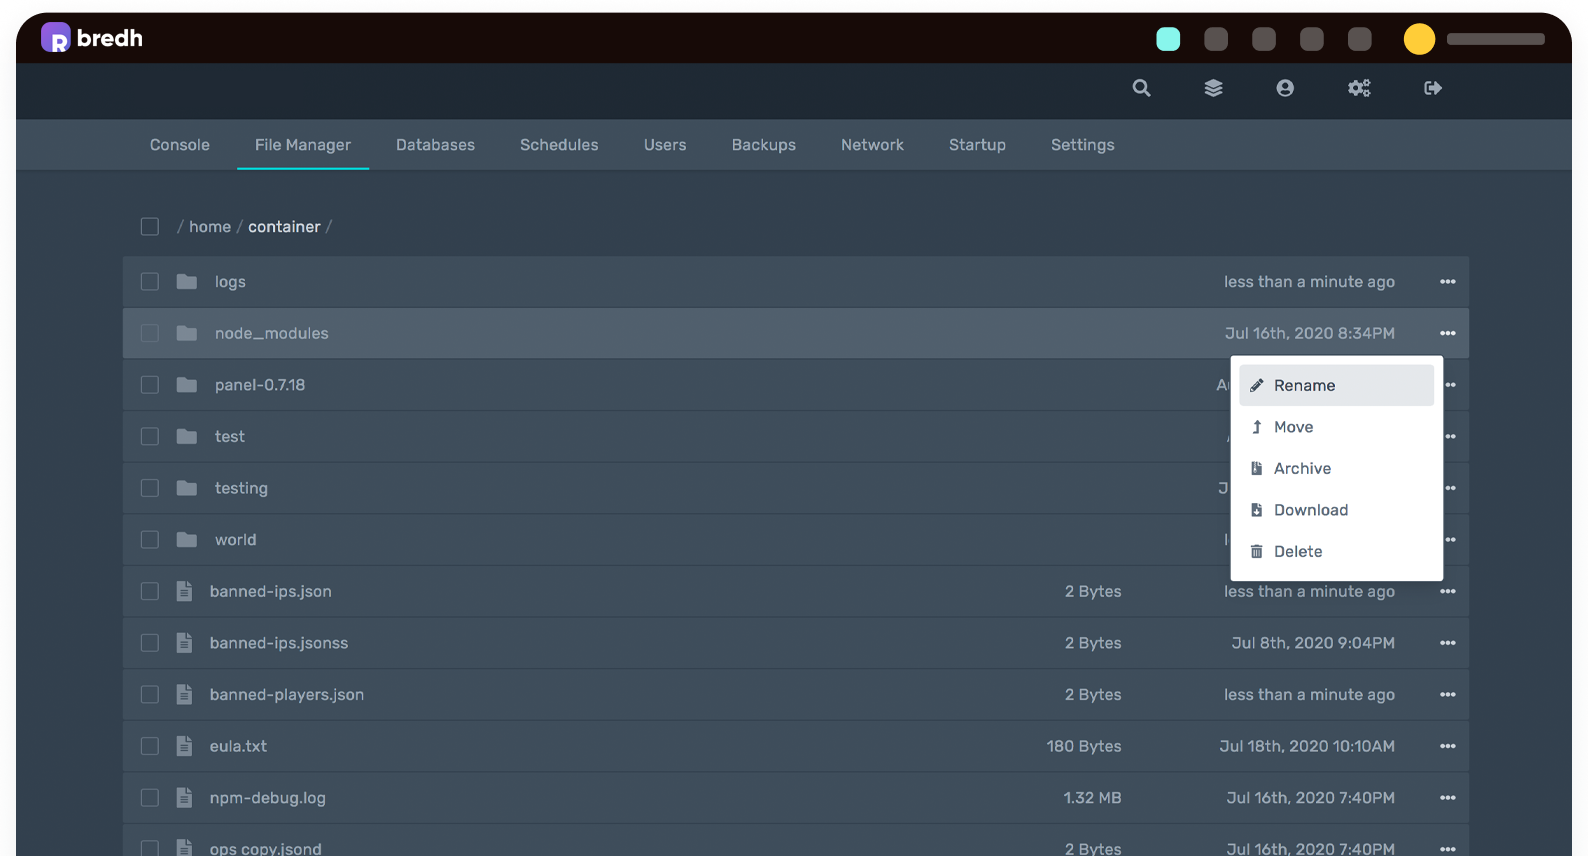 bredh
Console File Manager Databases Schedules Users Backups Network Startup Settings
/ home / container /
logs less than a minute ago
node_modules Jul 16th, 2020 8:34PM
panel-0.7.18
Rename
test
Move
testing
Archive
Download
world
Delete
banned-ips.json 2 Bytes less than a minute ago
banned-ips.jsonss 2 Bytes Jul 8th, 2020 9:04PM
banned-players.json 2 Bytes less than a minute ago
eula.txt 180 Bytes Jul 18th, 2020 10:10AM
npm-debug.log 1.32 MB Jul 16th, 2020 7:40PM
ops copy.jsond 2 Bytes Jul 16th, 2020 7:40PM